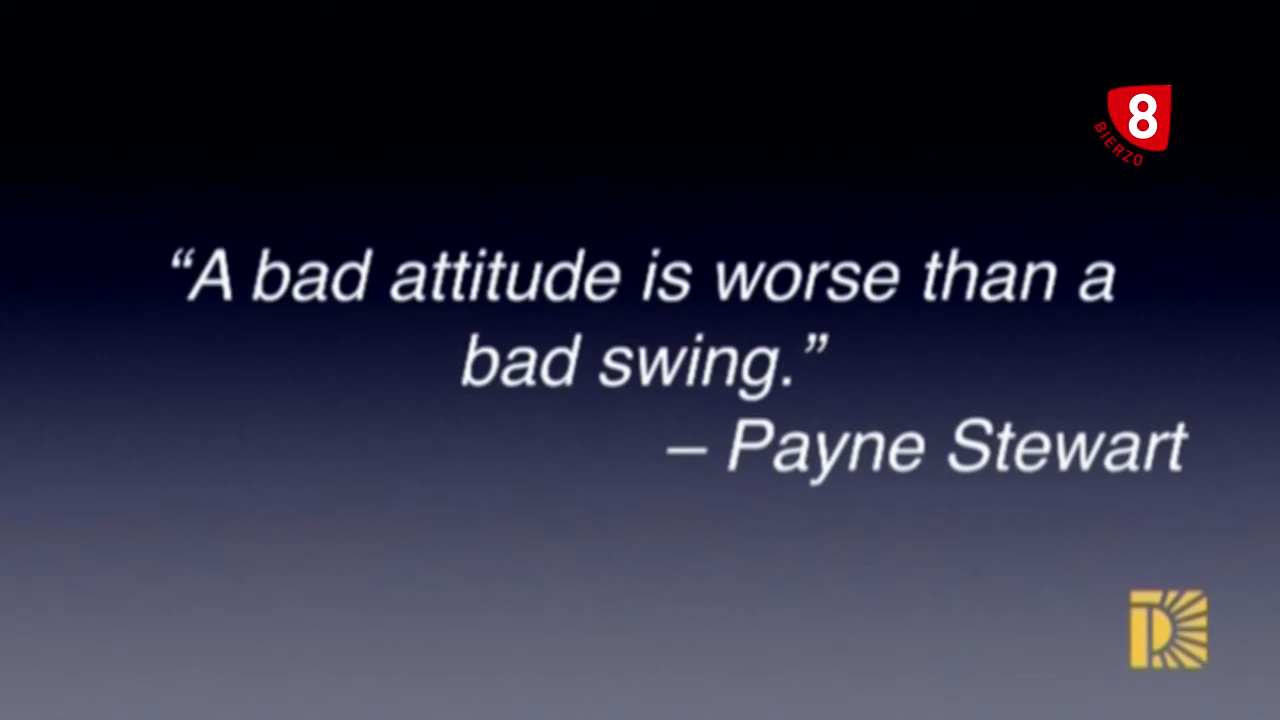 8
BIERZO
“A bad attitude is worse than a
bad swing.”
– Payne Stewart